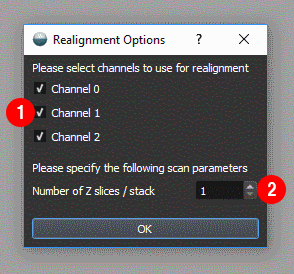 Realignment Options ?
Please select channels to use for realignment
Channel 0
1 Channel 1
Channel 2
Please specify the following scan parameters
Number of Z slices / stack 1 2
OK